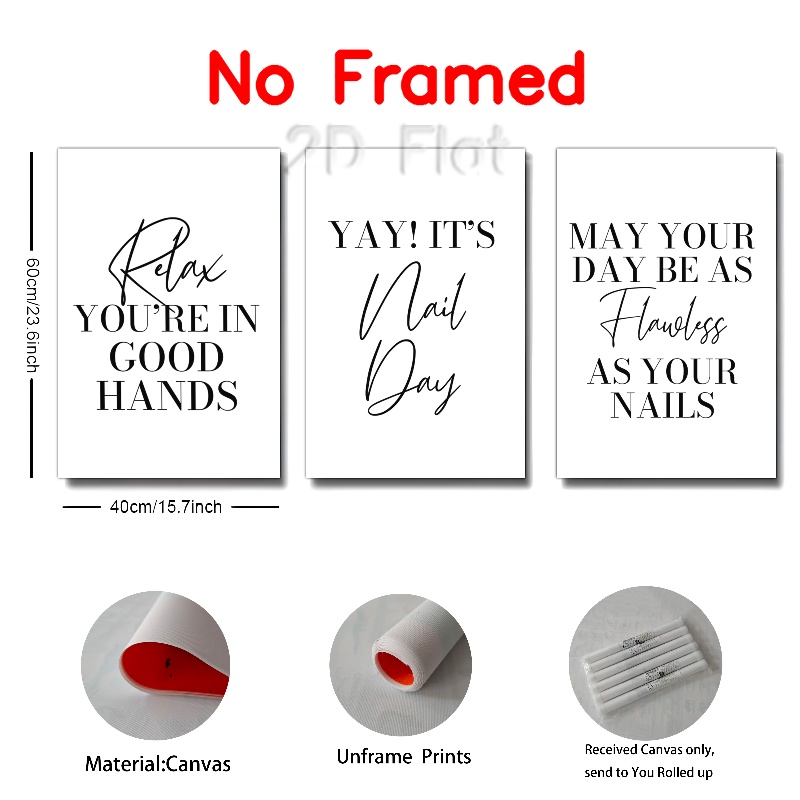 No Framed
2D Flat
60cm/23.6inch
Relax
YOU’RE IN
GOOD
HANDS
YAY! IT’S
Nail
Day
MAY YOUR
DAY BE AS
Flawless
AS YOUR
NAILS
40cm/15.7inch
Material:Canvas
Unframe Prints
Received Canvas only,
send to You Rolled up